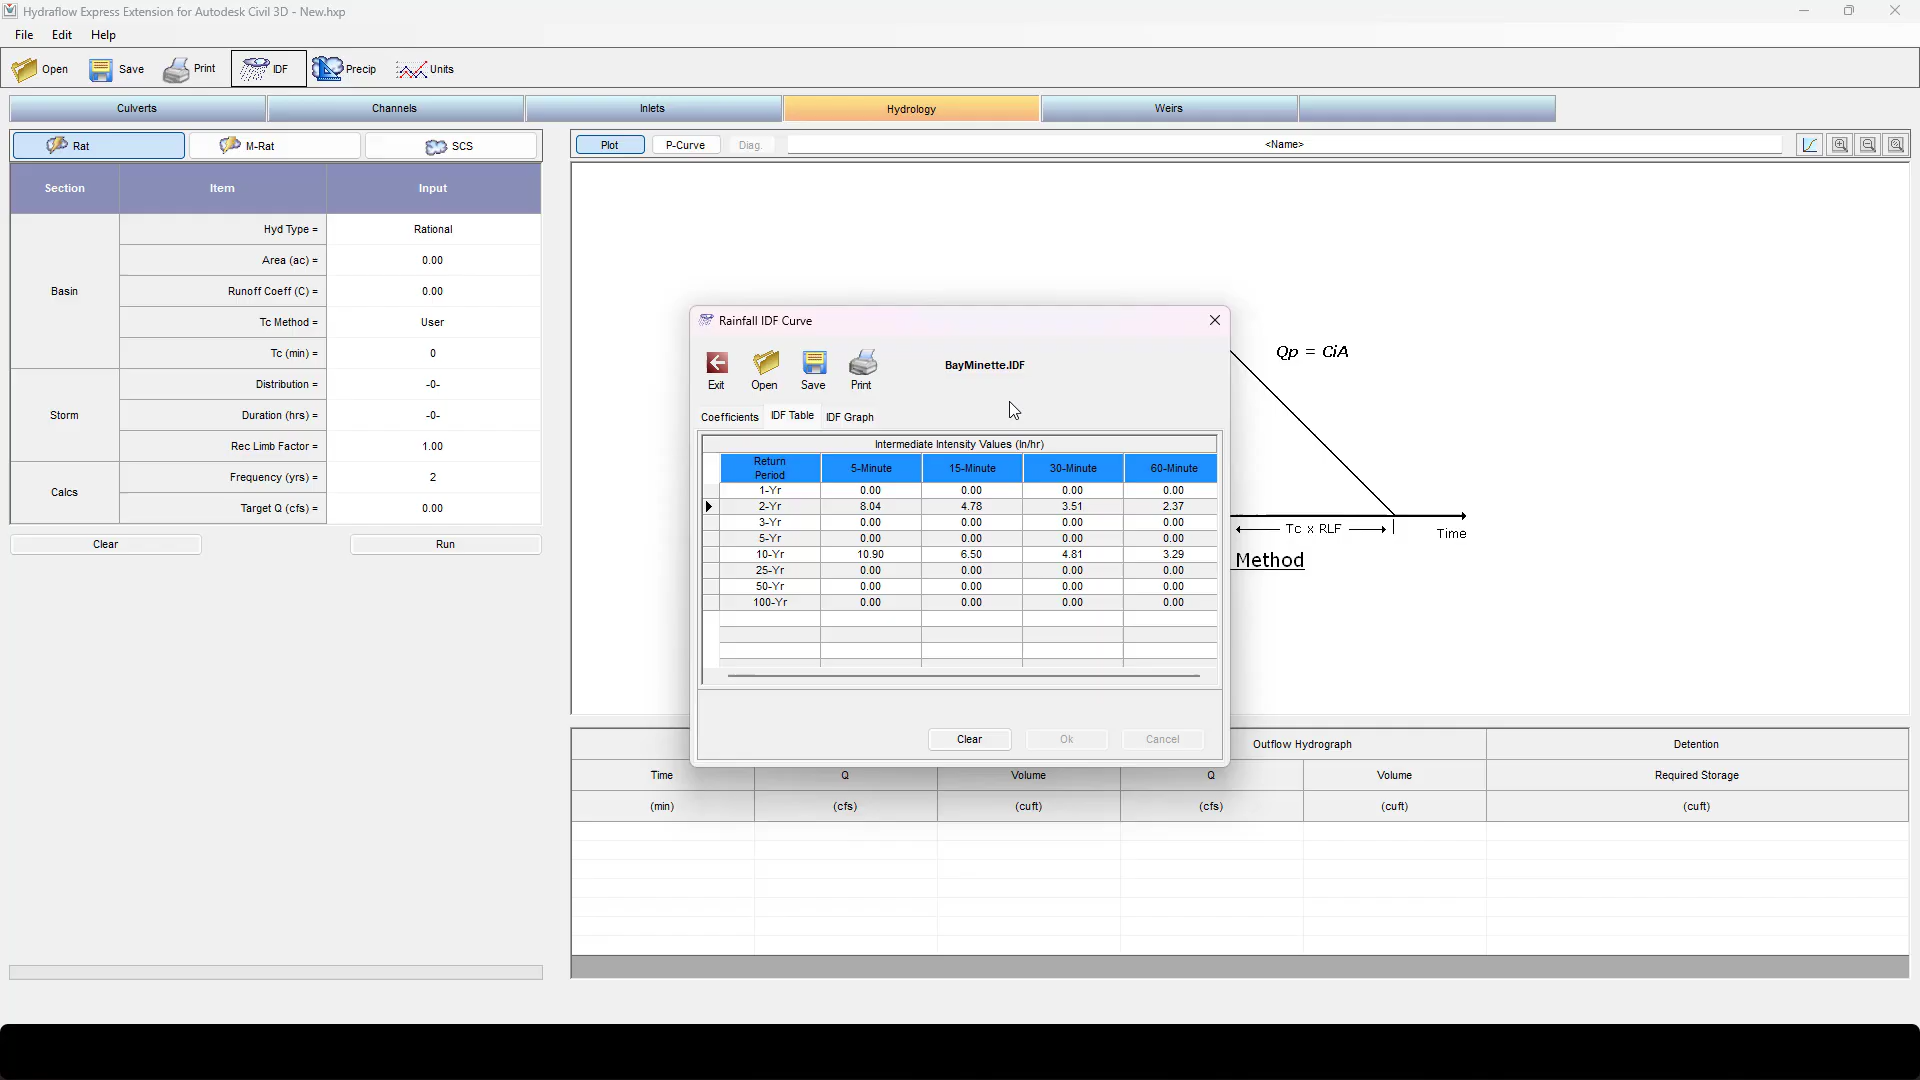 Hydraflow Express Extension for Autodesk Civil 3D - New.hxp
File Edit Help
Open Save Print IDF Precip Units
Culverts Channels Inlets Hydrology Weirs
Rat M-Rat SCS Plot P-Curve Diag. <Name>
Section Item Input
Basin
Hyd Type = Rational
Area (ac) = 0.00
Runoff Coeff (C) = 0.00
Tc Method = User
Tc (min) = 0
Storm
Distribution = -0-
Duration (hrs) = -0-
Rec Limb Factor = 1.00
Calcs
Frequency (yrs) = 2
Target Q (cfs) = 0.00
Clear Run
Rainfall IDF Curve
Exit Open Save Print
BayMinette.IDF
Coefficients IDF Table IDF Graph
Intermediate Intensity Values (In/hr)
Return Period 5-Minute 15-Minute 30-Minute 60-Minute
1-Yr 0.00 0.00 0.00 0.00
2-Yr 8.04 4.78 3.51 2.37
3-Yr 0.00 0.00 0.00 0.00
5-Yr 0.00 0.00 0.00 0.00
10-Yr 10.90 6.50 4.81 3.29
25-Yr 0.00 0.00 0.00 0.00
50-Yr 0.00 0.00 0.00 0.00
100-Yr 0.00 0.00 0.00 0.00
Clear Ok Cancel
Qp = CiA
Tc x RLF
Time
Method
Outflow Hydrograph Detention
Time Q Volume Q Volume Required Storage
(min) (cfs) (cuft) (cfs) (cuft) (cuft)